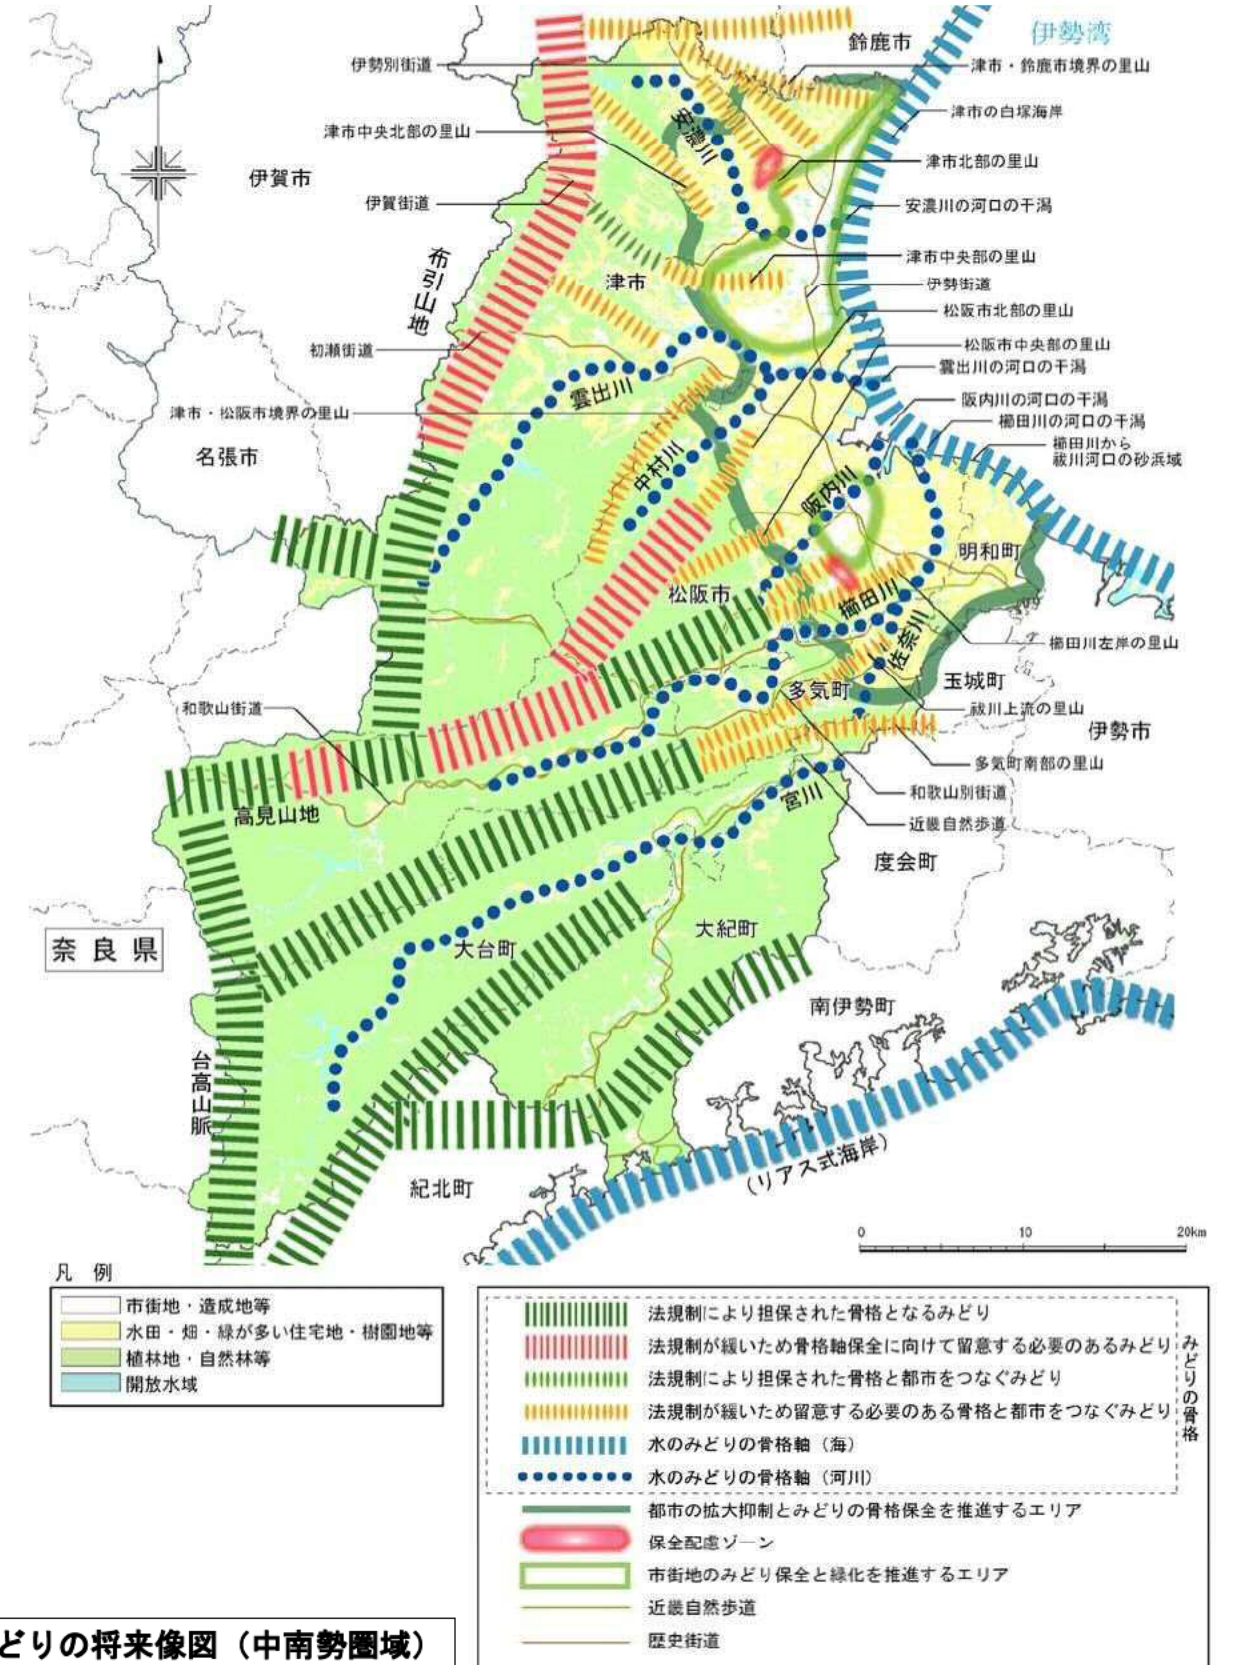 伊勢湾
鈴鹿市
伊勢別街道
津市・鈴鹿市境界の里山
津市の白塚海岸
安濃川
津市中央北部の里山
津市北部の里山
伊賀市
伊賀街道
安濃川の河口の干潟
布引山地
津市
津市中央部の里山
伊勢街道
松阪市北部の里山
初瀬街道
松阪市中央部の里山
雲出川の河口の干潟
雲出川
阪内川の河口の干潟
津市・松阪市境界の里山
櫛田川の河口の干潟
櫛田川から
祓川河口の砂浜域
名張市
中村川
阪内川
明和町
松阪市
櫛田川
佐奈川
櫛田川左岸の里山
玉城町
多気町
和歌山街道
祓川上流の里山
伊勢市
多気町南部の里山
和歌山別街道
宮川
高見山地
近畿自然歩道
度会町
奈良県
大台町
大紀町
南伊勢町
台高山脈
(リアス式海岸)
紀北町
0 10 20km
凡 例
市街地・造成地等
水田・畑・緑が多い住宅地・樹園地等
植林地・自然林等
開放水域
法規制により担保された骨格となるみどり
法規制が緩いため骨格軸保全に向けて留意する必要のあるみどり
法規制により担保された骨格と都市をつなぐみどり
法規制が緩いため留意する必要のある骨格と都市をつなぐみどり
水のみどりの骨格軸（海）
水のみどりの骨格軸（河川）
みどりの骨格
都市の拡大抑制とみどりの骨格保全を推進するエリア
保全配慮ゾーン
市街地のみどり保全と緑化を推進するエリア
近畿自然歩道
歴史街道
どりの将来像図（中南勢圏域）